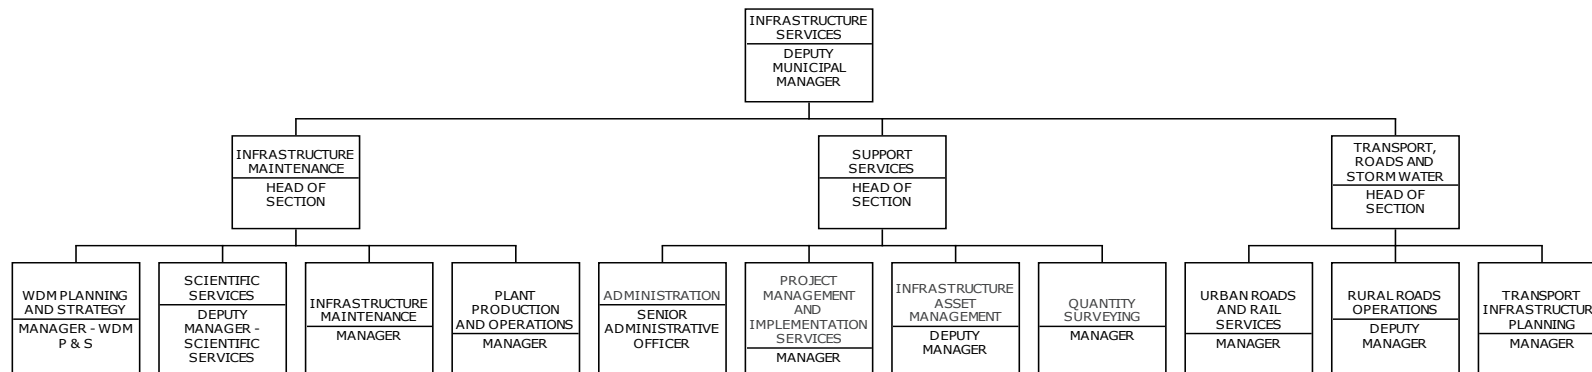 INFRASTRUCTURE
SERVICES
DEPUTY
MUNICIPAL
MANAGER
INFRASTRUCTURE
MAINTENANCE
HEAD OF
SECTION
SUPPORT
SERVICES
HEAD OF
SECTION
TRANSPORT,
ROADS AND
STORM WATER
HEAD OF
SECTION
WDM PLANNING
AND STRATEGY
MANAGER - WDM
P & S
SCIENTIFIC
SERVICES
DEPUTY
MANAGER -
SCIENTIFIC
SERVICES
INFRASTRUCTURE
MAINTENANCE
MANAGER
PLANT
PRODUCTION
AND OPERATIONS
MANAGER
ADMINISTRATION
SENIOR
ADMINISTRATIVE
OFFICER
PROJECT
MANAGEMENT
AND
IMPLEMENTATION
SERVICES
MANAGER
INFRASTRUCTURE
ASSET
MANAGEMENT
DEPUTY
MANAGER
QUANTITY
SURVEYING
MANAGER
URBAN ROADS
AND RAIL
SERVICES
MANAGER
RURAL ROADS
OPERATIONS
DEPUTY
MANAGER
TRANSPORT
INFRASTRUCTUR
PLANNING
MANAGER